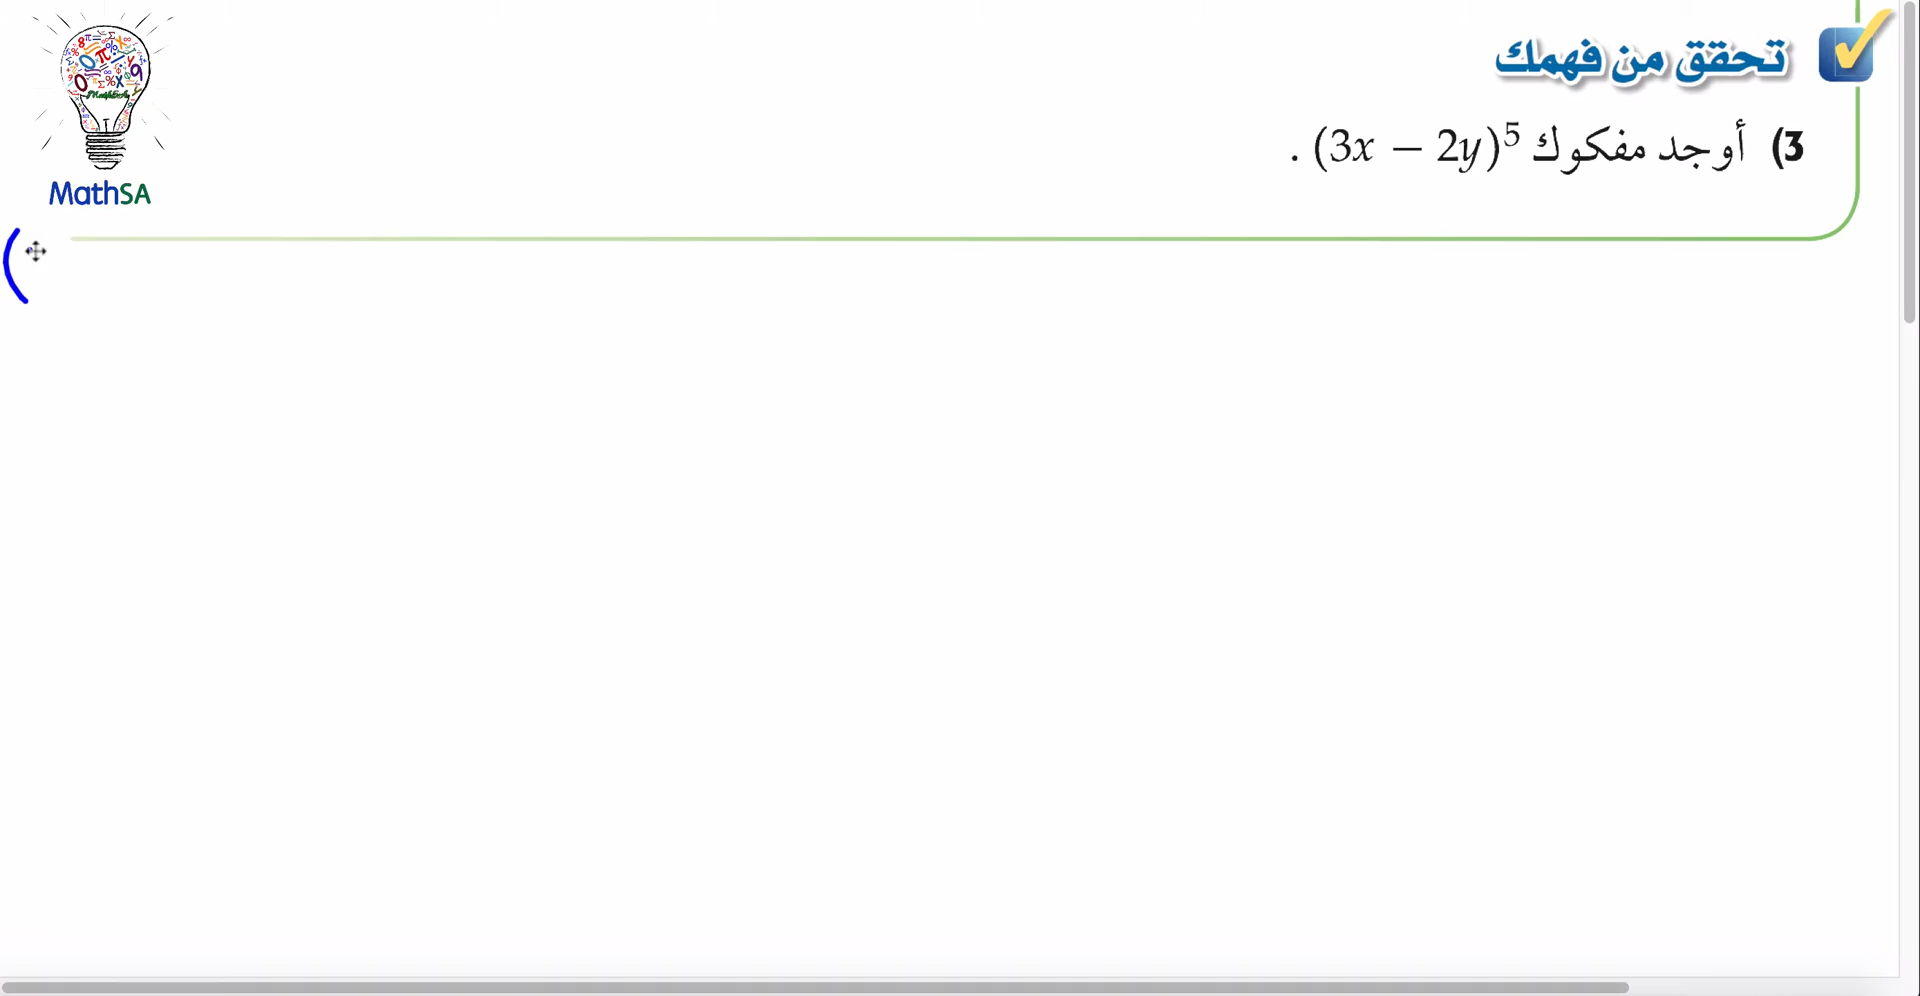 تحقق من فهمك
3) أوجد مفكوك (3x − 2y)⁵ .
MathSA
(